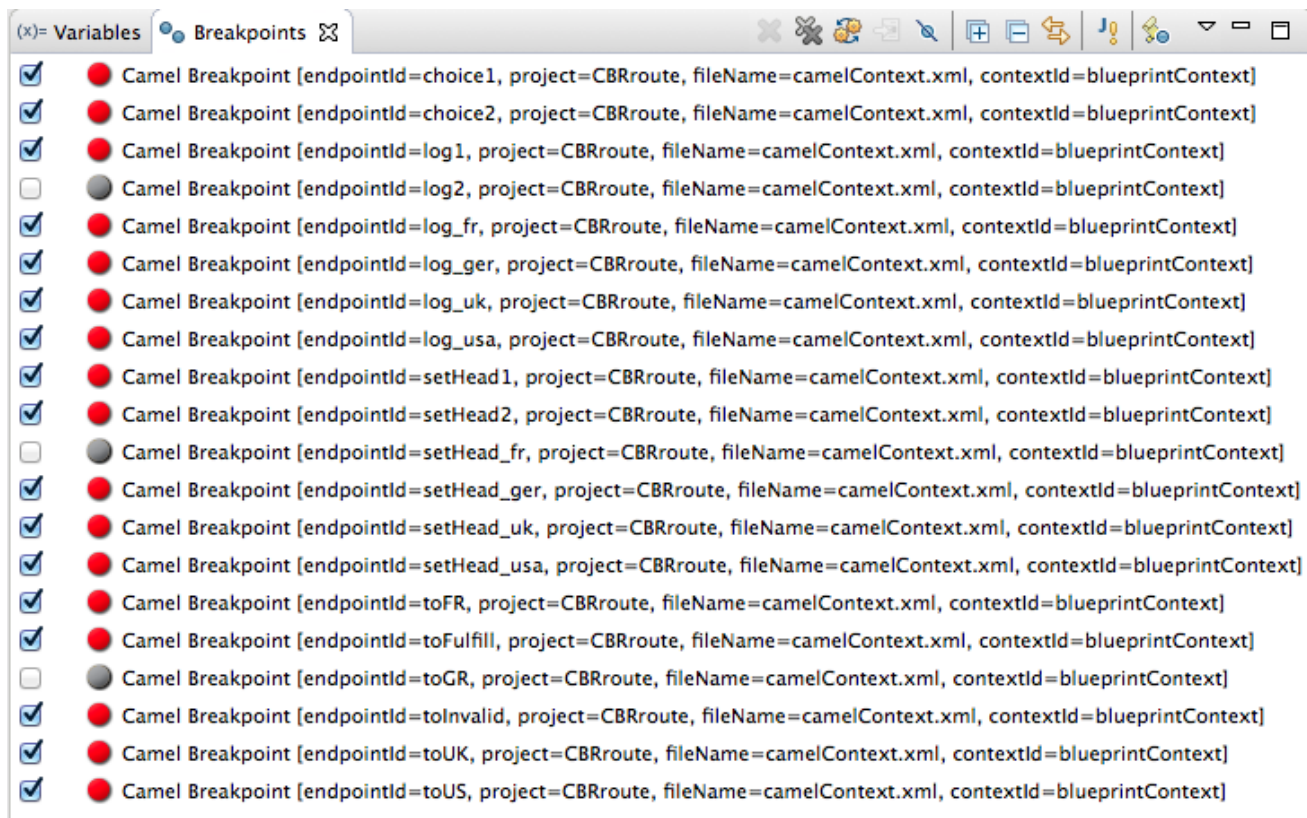 (x)= Variables Breakpoints
Camel Breakpoint [endpointId=choice1, project=CBRroute, fileName=camelContext.xml, contextId=blueprintContext]
Camel Breakpoint [endpointId=choice2, project=CBRroute, fileName=camelContext.xml, contextId=blueprintContext]
Camel Breakpoint [endpointId=log1, project=CBRroute, fileName=camelContext.xml, contextId=blueprintContext]
Camel Breakpoint [endpointId=log2, project=CBRroute, fileName=camelContext.xml, contextId=blueprintContext]
Camel Breakpoint [endpointId=log_fr, project=CBRroute, fileName=camelContext.xml, contextId=blueprintContext]
Camel Breakpoint [endpointId=log_ger, project=CBRroute, fileName=camelContext.xml, contextId=blueprintContext]
Camel Breakpoint [endpointId=log_uk, project=CBRroute, fileName=camelContext.xml, contextId=blueprintContext]
Camel Breakpoint [endpointId=log_usa, project=CBRroute, fileName=camelContext.xml, contextId=blueprintContext]
Camel Breakpoint [endpointId=setHead1, project=CBRroute, fileName=camelContext.xml, contextId=blueprintContext]
Camel Breakpoint [endpointId=setHead2, project=CBRroute, fileName=camelContext.xml, contextId=blueprintContext]
Camel Breakpoint [endpointId=setHead_fr, project=CBRroute, fileName=camelContext.xml, contextId=blueprintContext]
Camel Breakpoint [endpointId=setHead_ger, project=CBRroute, fileName=camelContext.xml, contextId=blueprintContext]
Camel Breakpoint [endpointId=setHead_uk, project=CBRroute, fileName=camelContext.xml, contextId=blueprintContext]
Camel Breakpoint [endpointId=setHead_usa, project=CBRroute, fileName=camelContext.xml, contextId=blueprintContext]
Camel Breakpoint [endpointId=toFR, project=CBRroute, fileName=camelContext.xml, contextId=blueprintContext]
Camel Breakpoint [endpointId=toFulfill, project=CBRroute, fileName=camelContext.xml, contextId=blueprintContext]
Camel Breakpoint [endpointId=toGR, project=CBRroute, fileName=camelContext.xml, contextId=blueprintContext]
Camel Breakpoint [endpointId=toInvalid, project=CBRroute, fileName=camelContext.xml, contextId=blueprintContext]
Camel Breakpoint [endpointId=toUK, project=CBRroute, fileName=camelContext.xml, contextId=blueprintContext]
Camel Breakpoint [endpointId=toUS, project=CBRroute, fileName=camelContext.xml, contextId=blueprintContext]